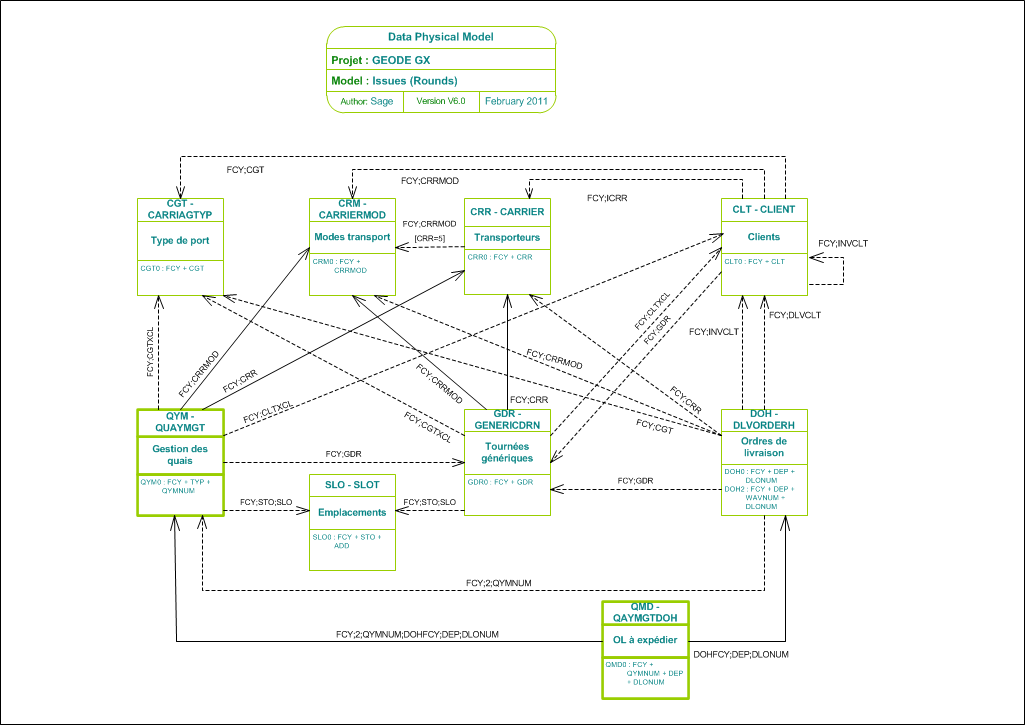 Data Physical Model
Projet : GEODE GX
Model : Issues (Rounds)
Author: Sage
Version V6.0
February 2011
FCY;CGT
FCY;CRRMOD
FCY;ICRR
CGT -
CARRIAGTYP
Type de port
CGT0 : FCY + CGT
CRM -
CARRIERMOD
Modes transport
CRM0 : FCY +
CRRMOD
FCY;CRRMOD
[CRR=5]
CRR - CARRIER
Transporteurs
CRR0 : FCY + CRR
CLT - CLIENT
Clients
CLT0 : FCY + CLT
FCY;INVCLT
FCY;CGTXCL
FCY;CRRMOD
FCY;CRR
FCY;CLTXCL
FCY;CRRMOD
FCY;CGTXCL
FCY;CRR
FCY;CRRMOD
FCY;CLTXCL
FCY;GDR
FCY;INVCLT
FCY;DLVCLT
FCY;CRR
FCY;CGT
QYM -
QUAYMGT
Gestion des
quais
QYM0 : FCY + TYP +
QYMNUM
FCY;GDR
FCY;STO;SLO
SLO - SLOT
Emplacements
SLO0 : FCY + STO +
ADD
FCY;STO;SLO
GDR -
GENERICDRN
Tournées
génériques
GDR0 : FCY + GDR
FCY;GDR
DOH -
DLVORDERH
Ordres de
livraison
DOH0 : FCY + DEP +
DLONUM
DOH2 : FCY + DEP +
WAVNUM +
DLONUM
FCY;2;QYMNUM
FCY;2;QYMNUM;DOHFCY;DEP;DLONUM
QMD -
QAYMGTDOH
OL à expédier
QMD0 : FCY +
QYMNUM + DEP
+ DLONUM
DOHFCY;DEP;DLONUM